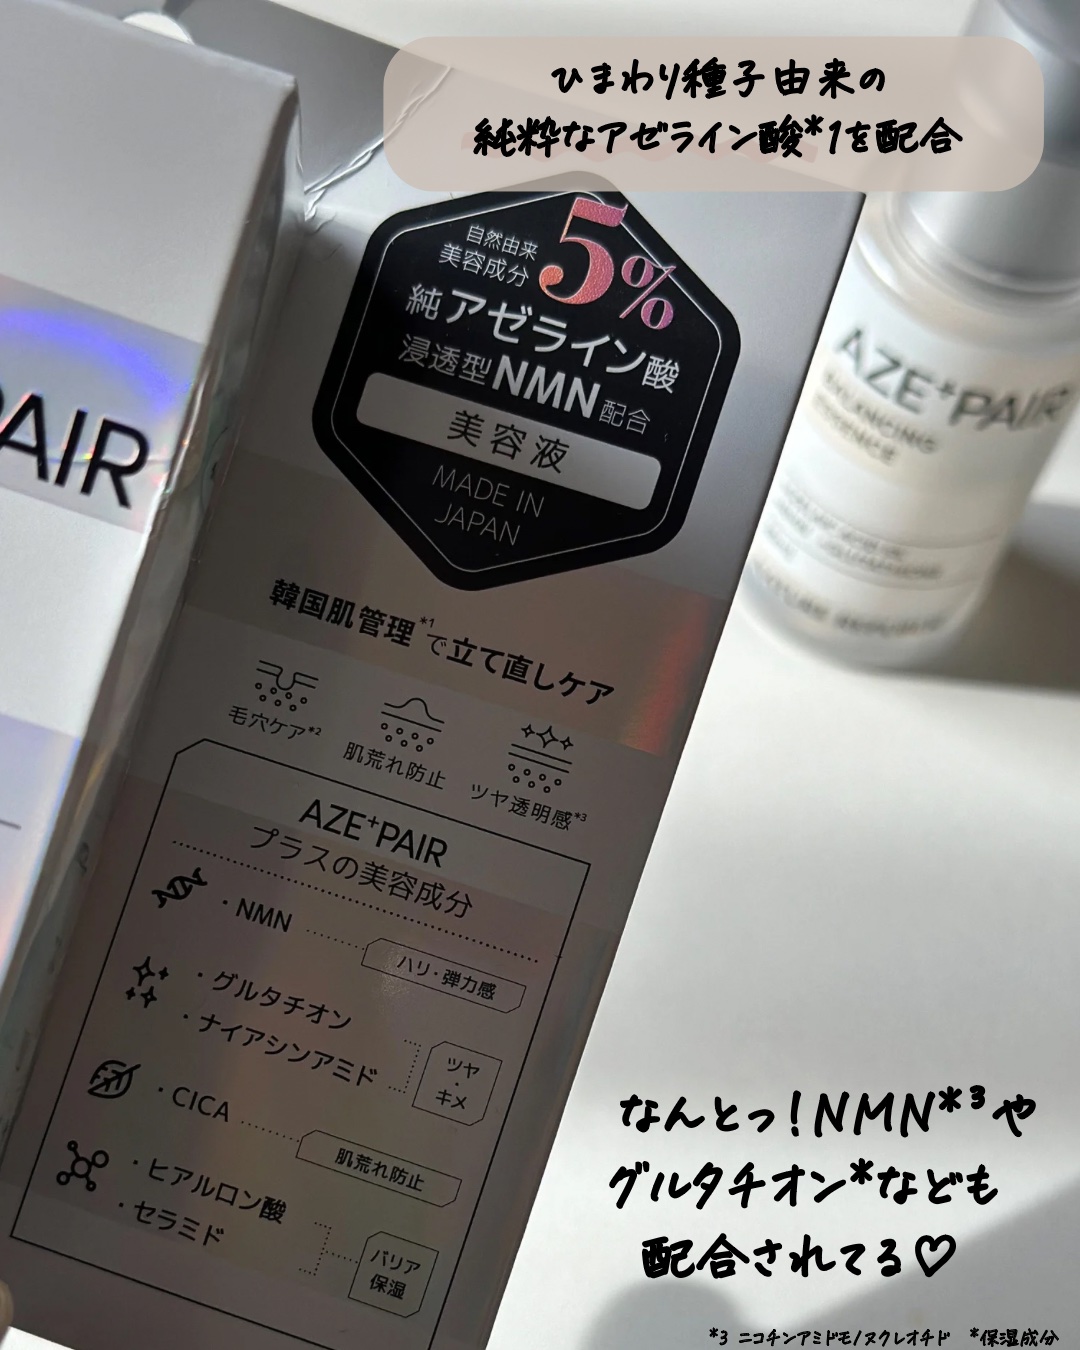 ひまわり種子由来の
純粋なアゼライン酸*1を配合
自然由来
美容成分
5%
純アゼライン酸
浸透型NMN配合
美容液
MADE IN
JAPAN
AZE+PAIR
PAIR
韓国肌管理*1で立て直しケア
毛穴ケア*2
肌荒れ防止
ツヤ透明感*3
AZE+PAIR
プラスの美容成分
・NMN
ハリ・弾力感
・グルタチオン
・ナイアシンアミド
ツヤ
・
キメ
・CICA
肌荒れ防止
・ヒアルロン酸
・セラミド
バリア
保湿
なんとっ!NMN*3や
グルタチオン*なども
配合されてる♡
*3 ニコチンアミドモノヌクレオチド *保湿成分